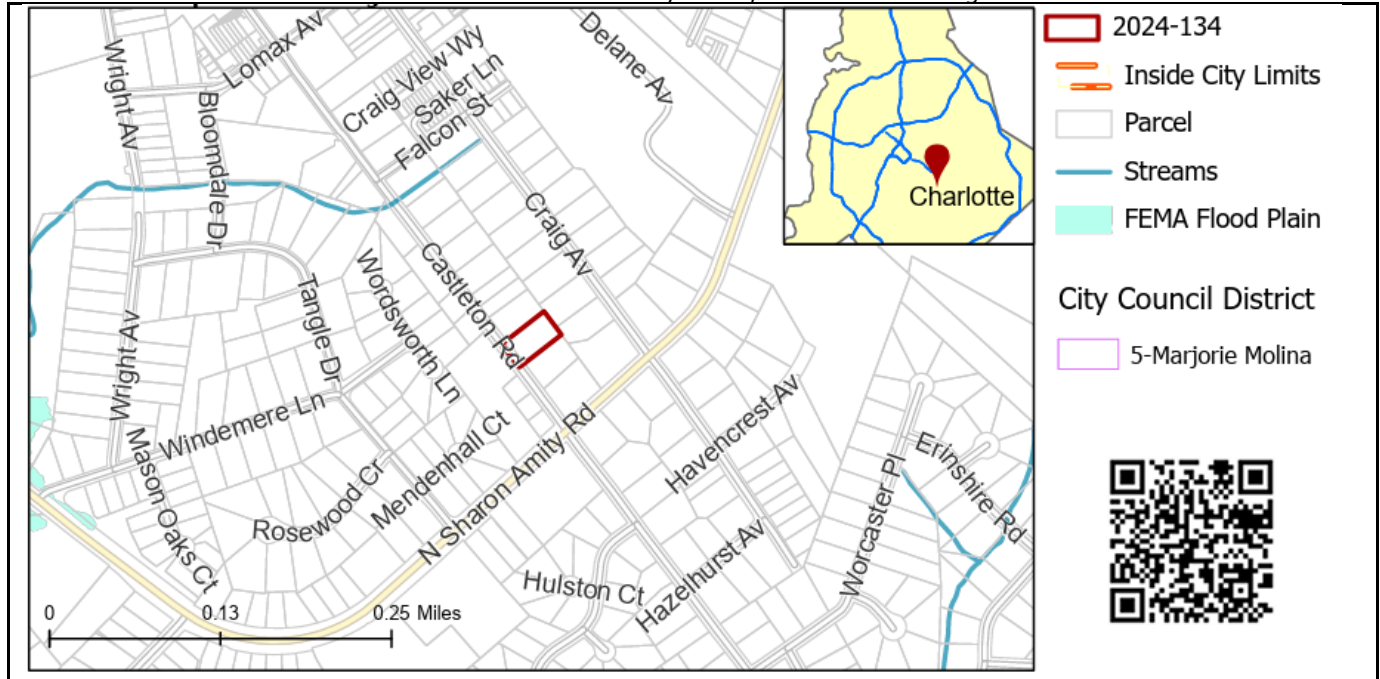 Wright Av
Lomax Av
Bloomdale Dr
Craig View Wy
Saker Ln
Falcon St
Delane Av
Charlotte
Craig Av
Castleton Rd
Wordsworth Ln
Tangle Dr
Wright Av
Windemere Ln
Mason Oaks Ct
Rosewood Cr
Mendenhall Ct
N Sharon Amity Rd
Havencrest Av
Hazelhurst Av
Hulston Ct
Worcaster Pl
Erinshire Rd
0 0.13 0.25 Miles
2024-134
Inside City Limits
Parcel
Streams
FEMA Flood Plain
City Council District
5-Marjorie Molina